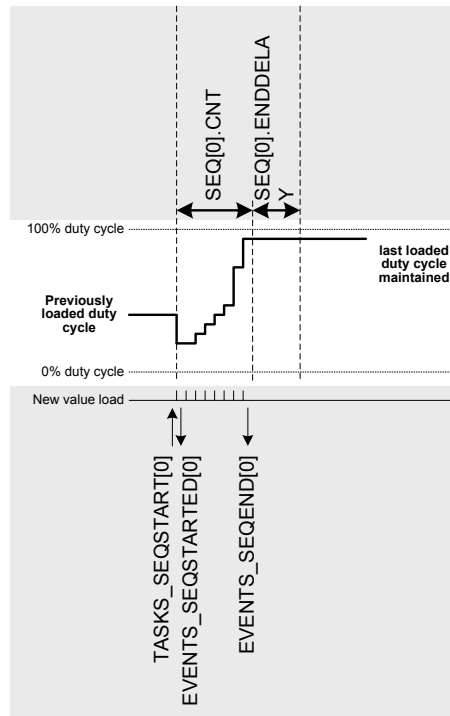 SEQ[0].CNT
SEQ[0].ENDDELA
Y
100% duty cycle
last loaded
duty cycle
maintained
Previously
loaded duty
cycle
0% duty cycle
New value load
TASKS_SEQSTART[0]
EVENTS_SEQSTARTED[0]
EVENTS_SEQEND[0]